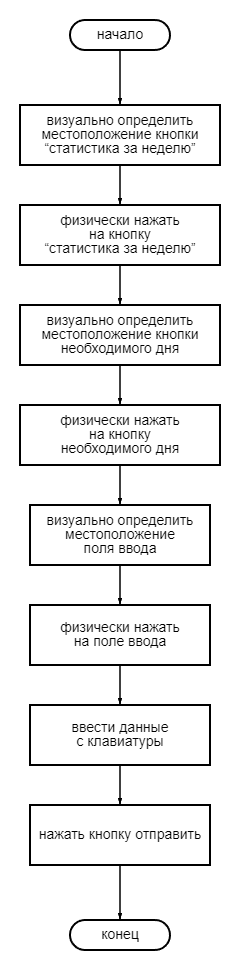 начало
визуально определить
местоположение кнопки
“статистика за неделю”
физически нажать
на кнопку
“статистика за неделю”
визуально определить
местоположение кнопки
необходимого дня
физически нажать
на кнопку
необходимого дня
визуально определить
местоположение
поля ввода
физически нажать
на поле ввода
ввести данные
с клавиатуры
нажать кнопку отправить
конец